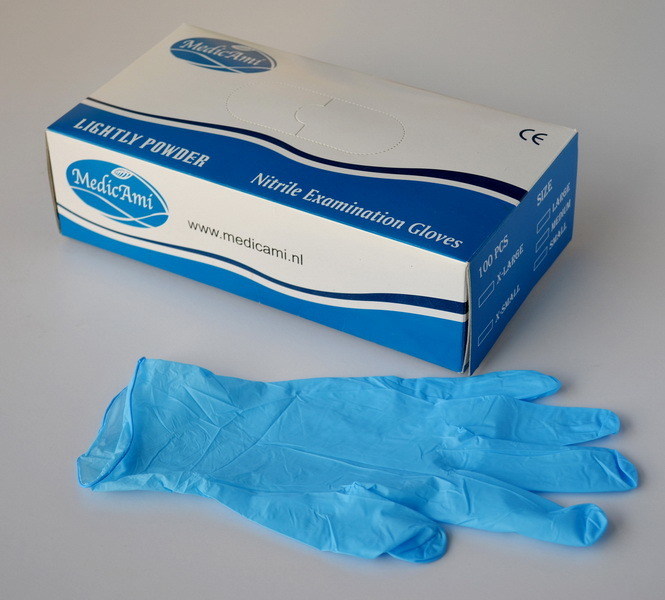 MedicAmi
CE
LIGHTLY POWDER
Nitrile Examination Gloves
MedicAmi
www.medicami.nl
100 PCS
SIZE
X-LARGE
LARGE
MEDIUM
X-SMALL
SMALL